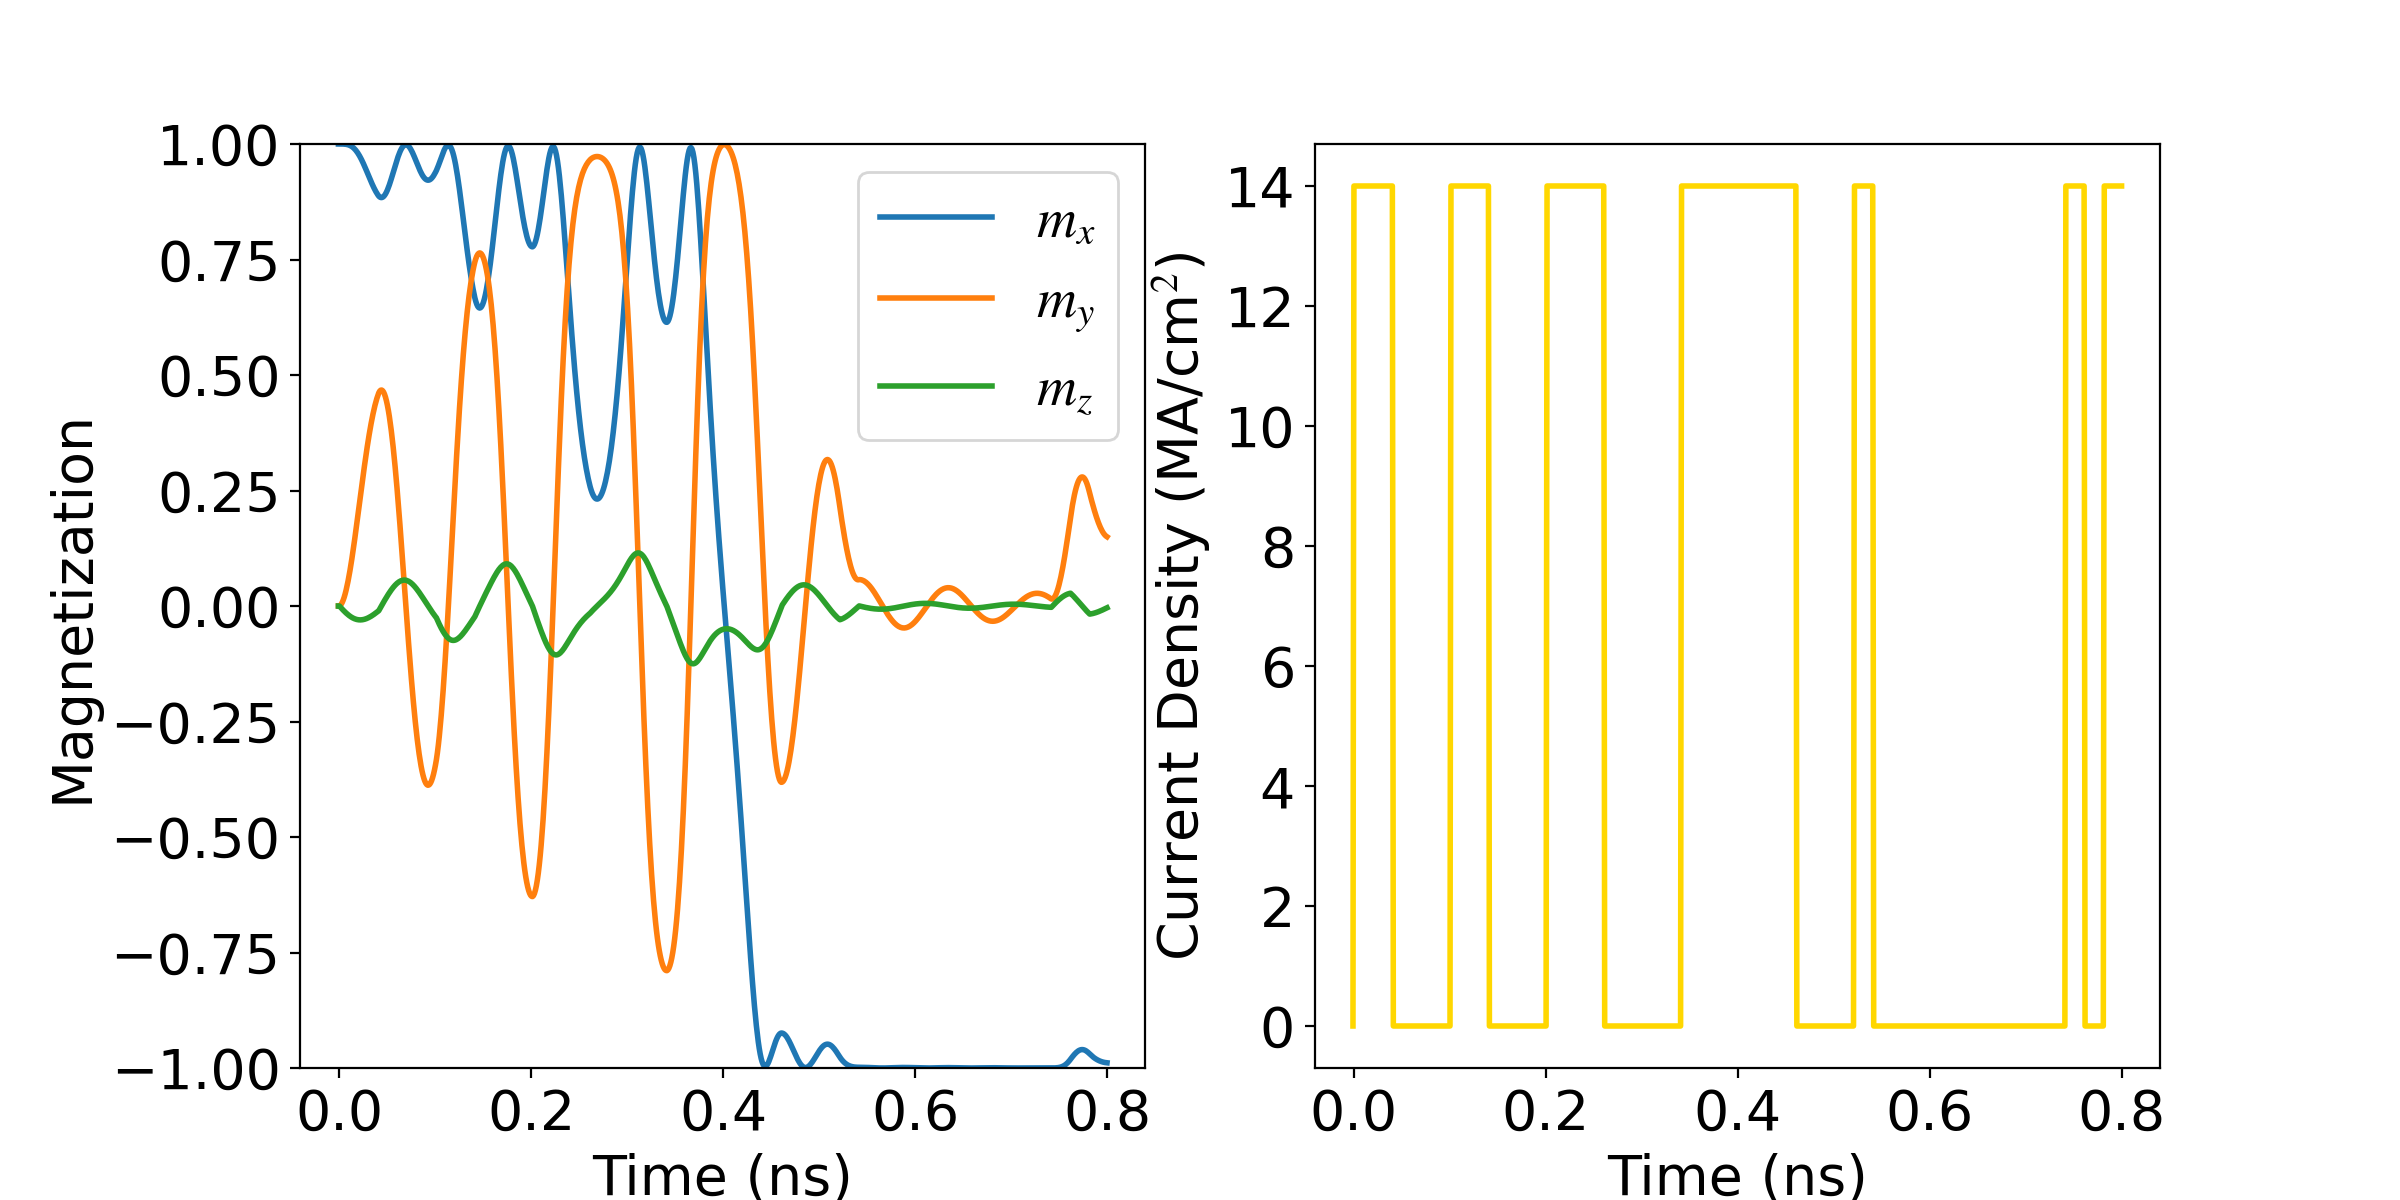 Magnetization
1.00
0.75
0.50
0.25
0.00
−0.25
−0.50
−0.75
−1.00
0.0 0.2 0.4 0.6 0.8
Time (ns)
m_x
m_y
m_z
Current Density (MA/cm²)
14
12
10
8
6
4
2
0
0.0 0.2 0.4 0.6 0.8
Time (ns)